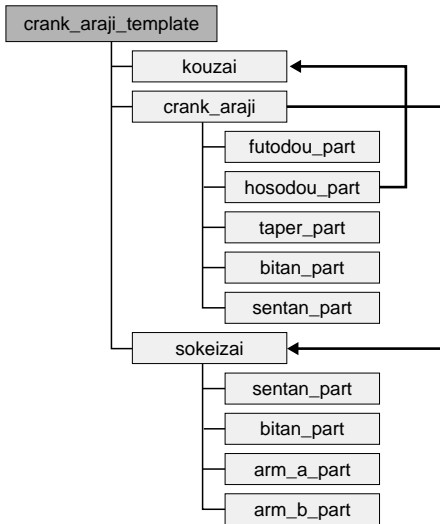 crank_araji_template
kouzai
crank_araji
futodou_part
hosodou_part
taper_part
bitan_part
sentan_part
sokeizai
sentan_part
bitan_part
arm_a_part
arm_b_part